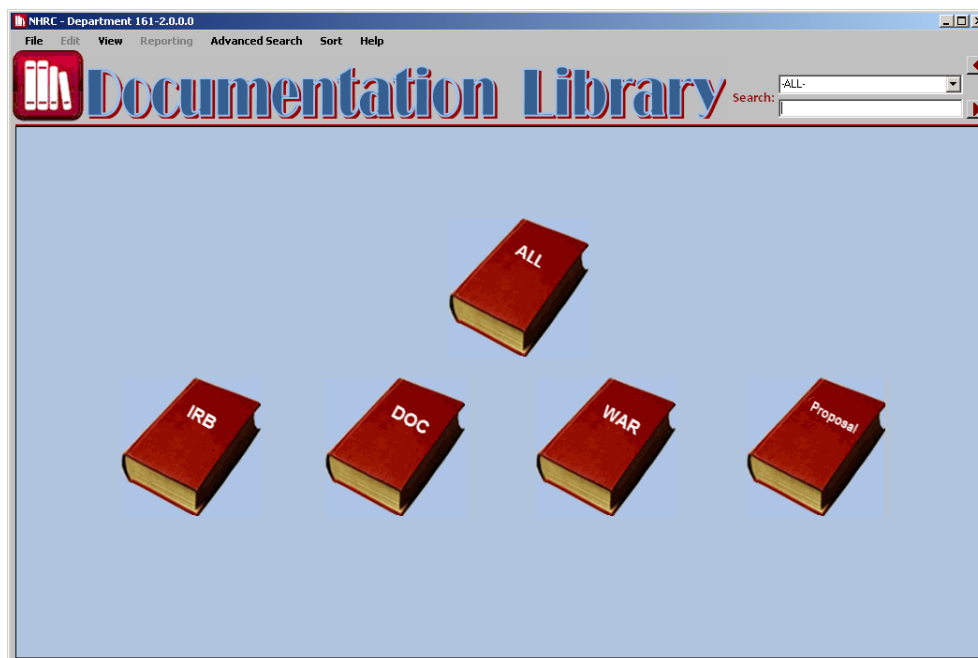 NHRC - Department 161-2.0.0.0
File Edit View Reporting Advanced Search Sort Help
Documentation Library
-ALL-
Search:
ALL
IRB DOC WAR Proposal